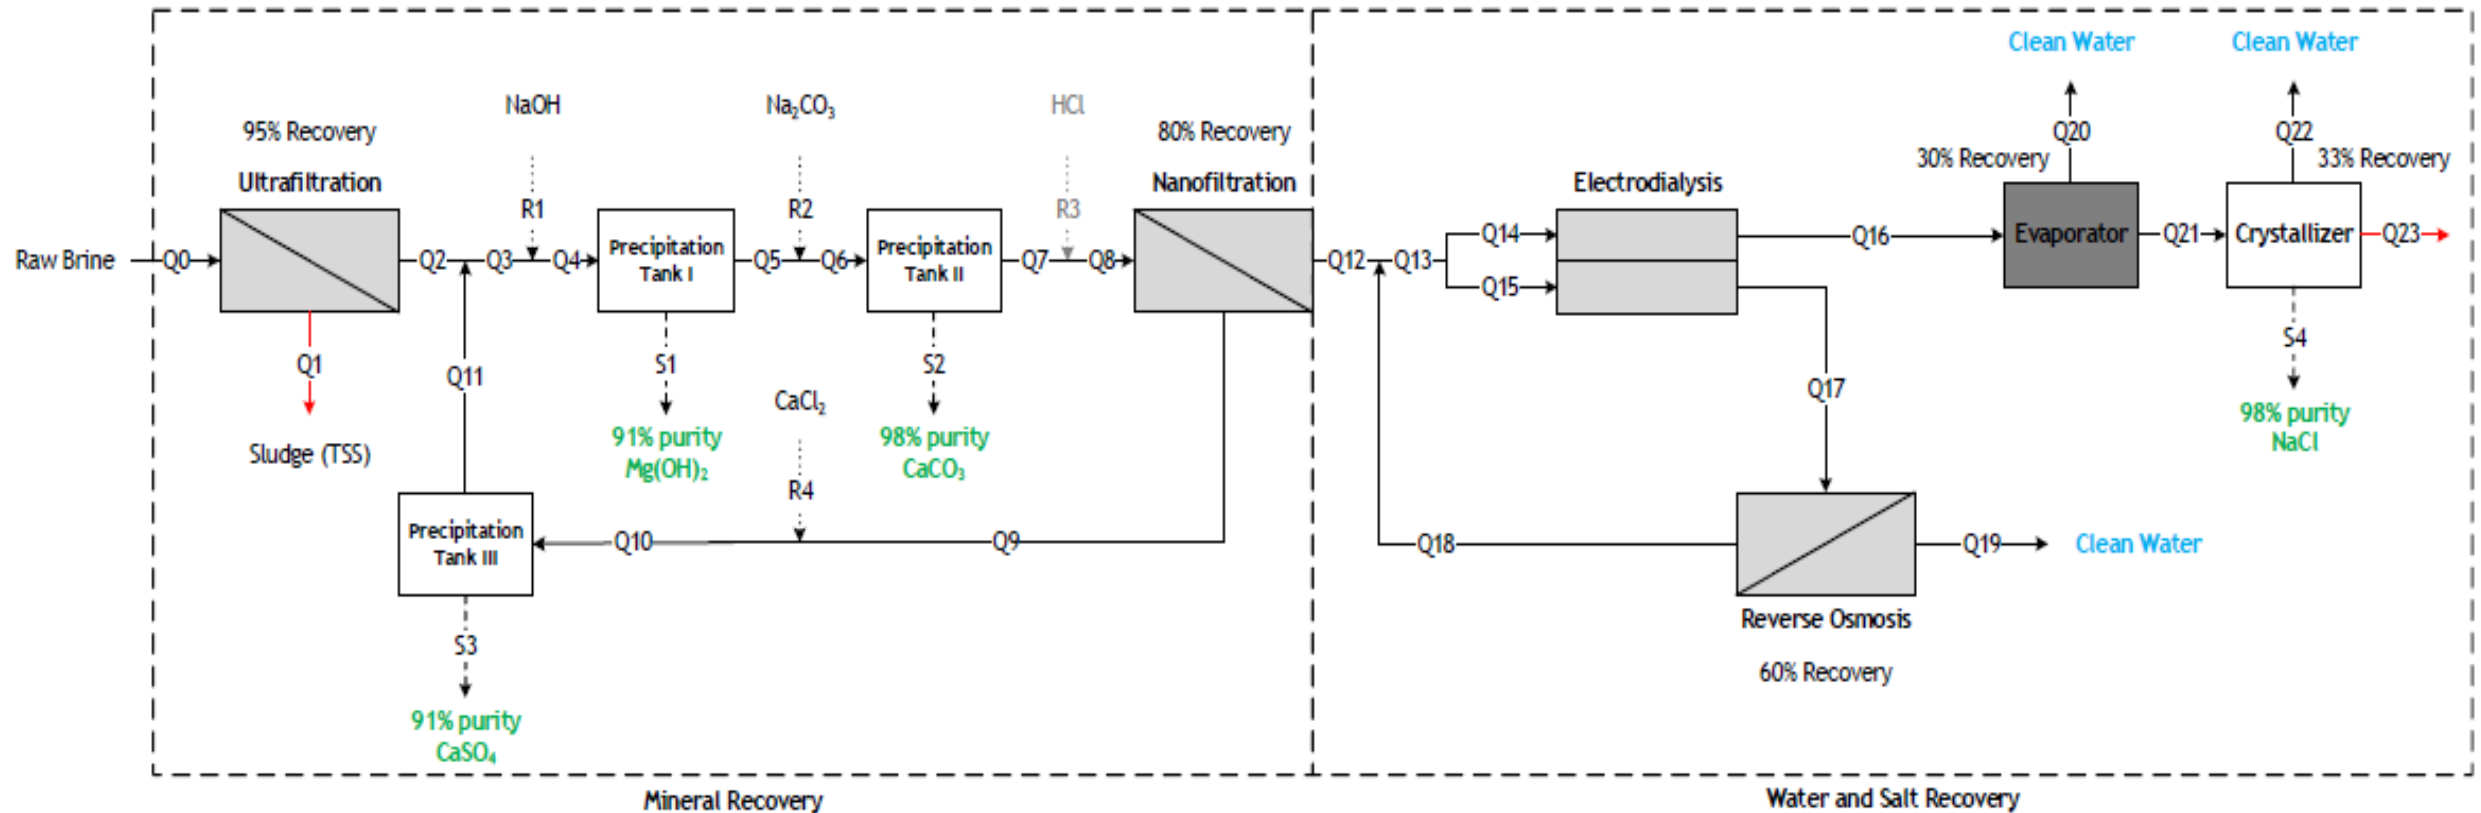 Clean Water
Clean Water
NaOH
Na₂CO₃
HCl
95% Recovery
80% Recovery
Q20
Q22
30% Recovery
33% Recovery
Ultrafiltration
Nanofiltration
Electrodialysis
R1
R2
R3
Raw Brine
Q0
Q2
Q3
Q4
Precipitation
Tank I
Q5
Q6
Precipitation
Tank II
Q7
Q8
Q12
Q13
Q14
Q15
Q16
Evaporator
Q21
Crystallizer
Q23
Q1
Q11
S1
S2
S4
Q17
Sludge (TSS)
91% purity
Mg(OH)₂
CaCl₂
98% purity
CaCO₃
98% purity
NaCl
R4
Precipitation
Tank III
Q10
Q9
Q18
Q19
Clean Water
Reverse Osmosis
60% Recovery
S3
91% purity
CaSO₄
Mineral Recovery
Water and Salt Recovery